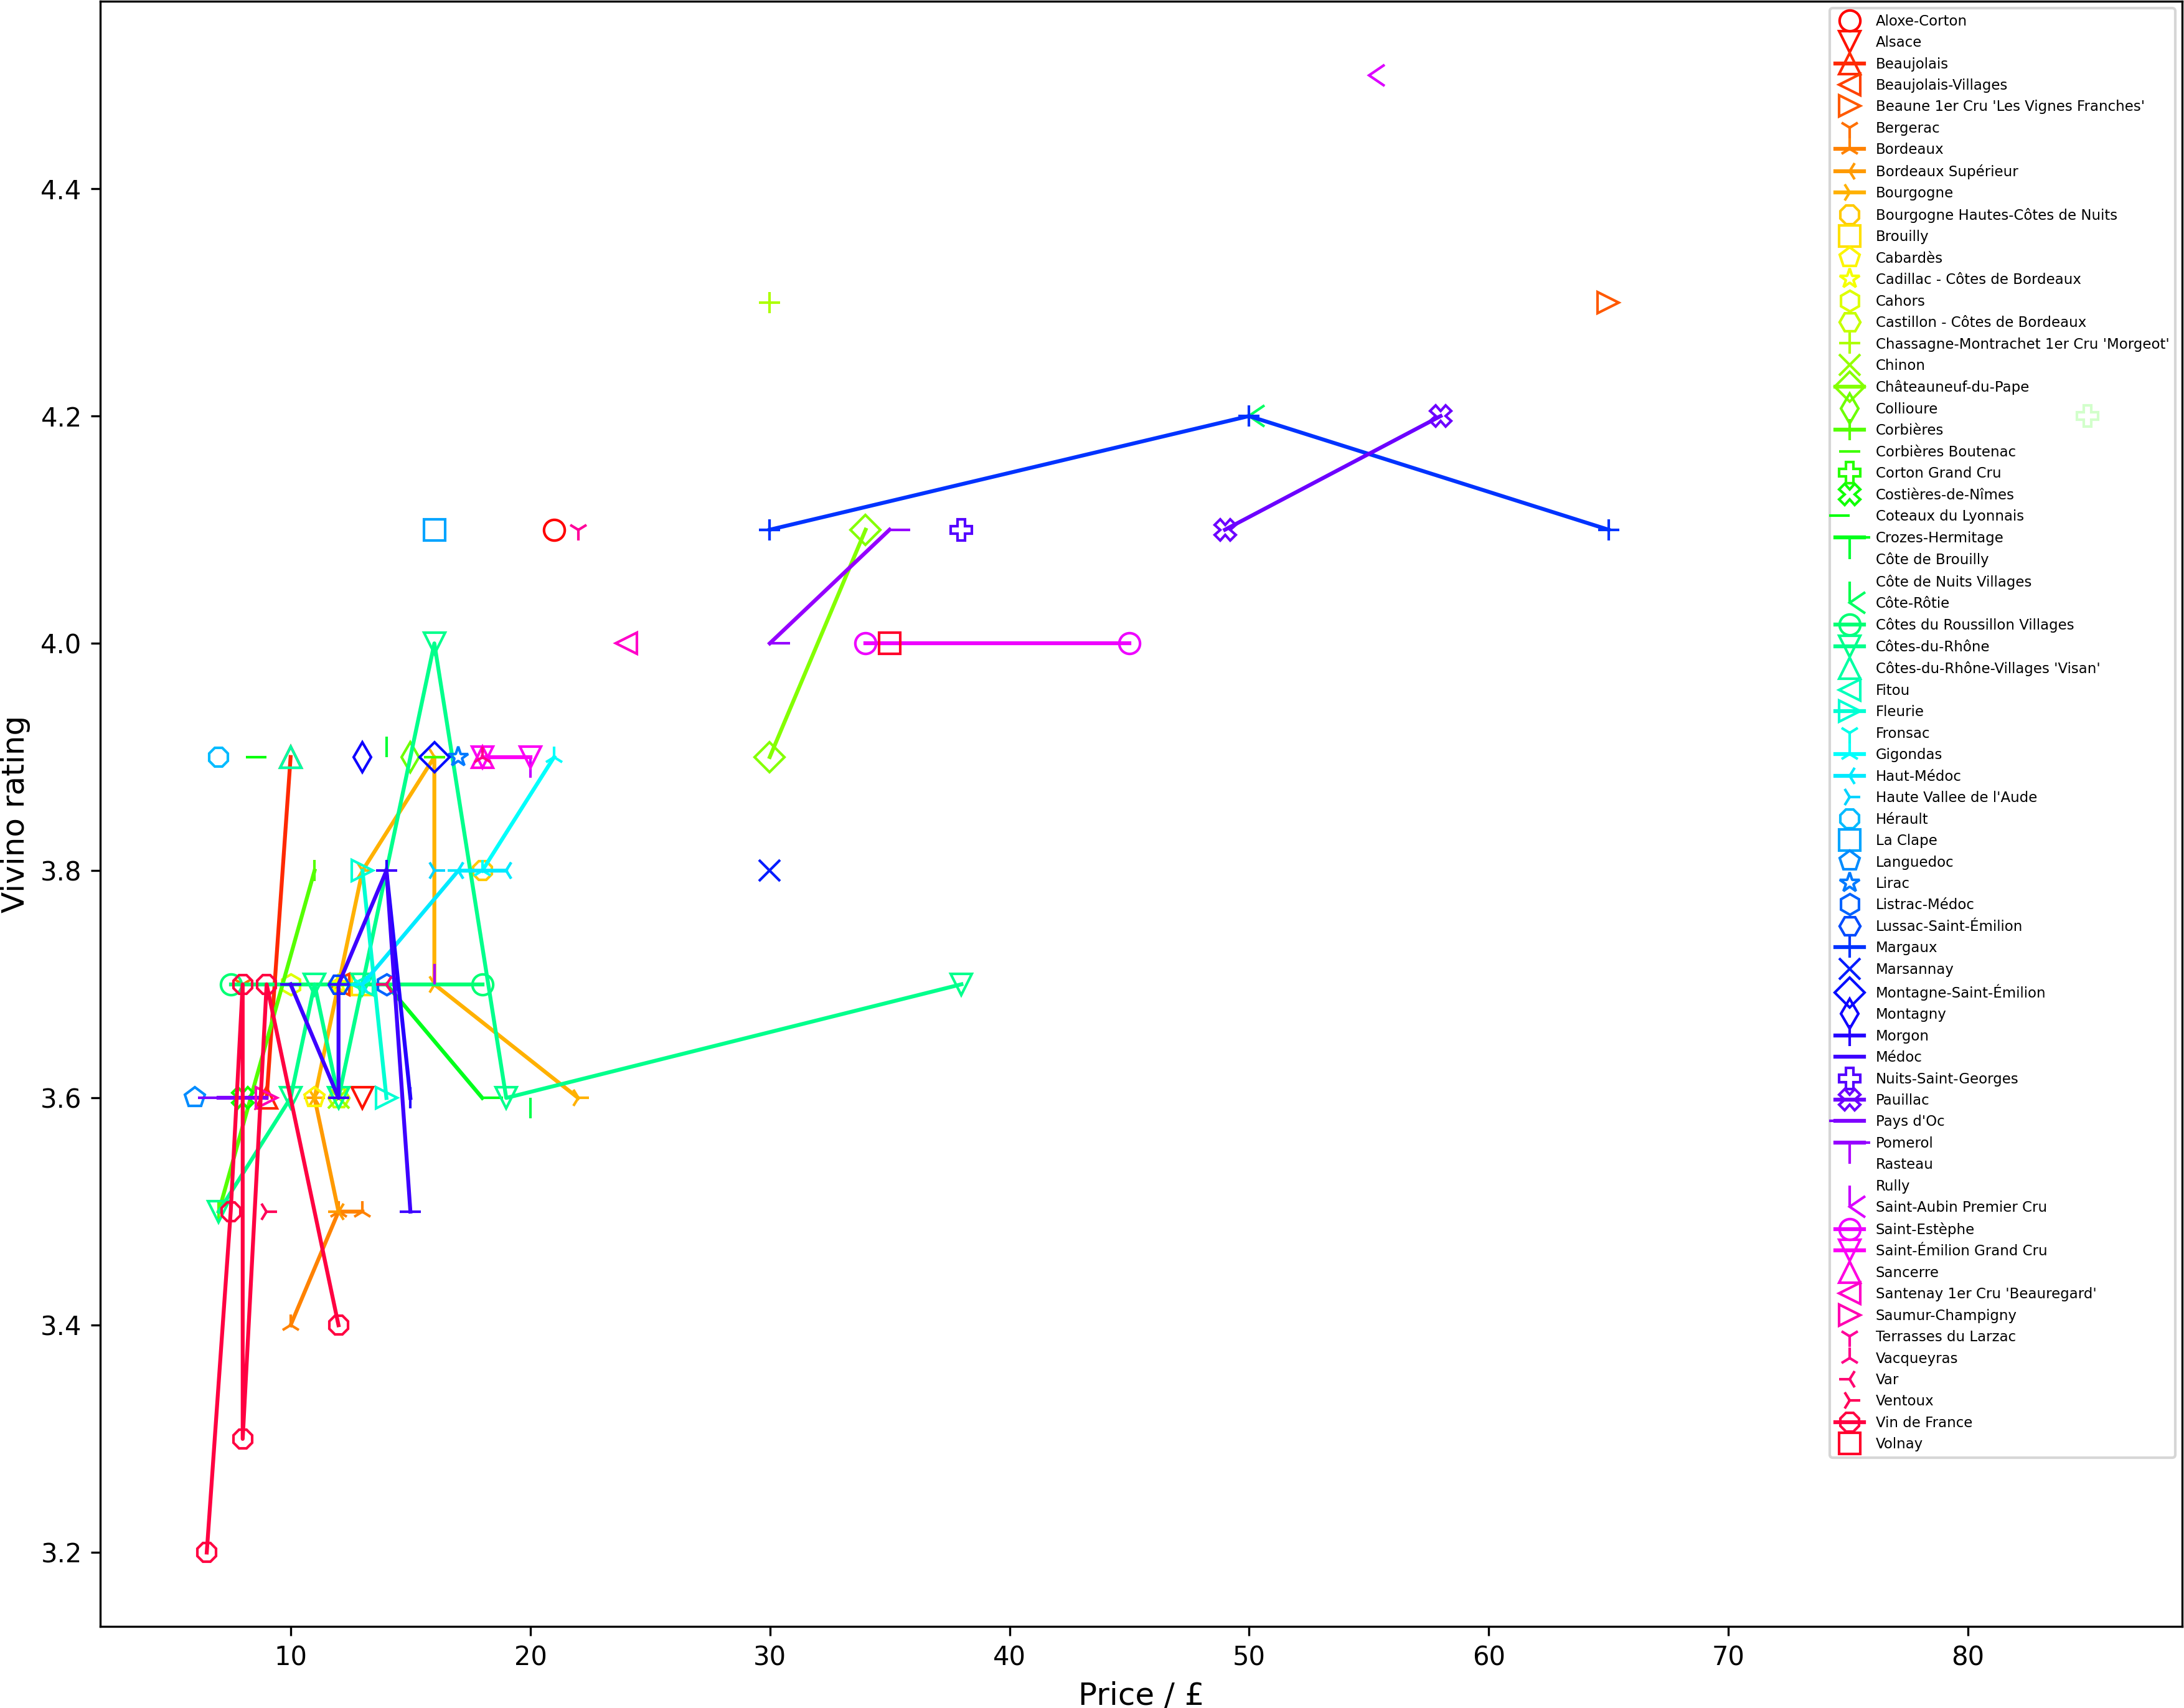 Vivino rating
4.4
4.2
4.0
3.8
3.6
3.4
3.2
10 20 30 40 50 60 70 80
Price / £
Aloxe-Corton
Alsace
Beaujolais
Beaujolais-Villages
Beaune 1er Cru 'Les Vignes Franches'
Bergerac
Bordeaux
Bordeaux Supérieur
Bourgogne
Bourgogne Hautes-Côtes de Nuits
Brouilly
Cabardès
Cadillac - Côtes de Bordeaux
Cahors
Castillon - Côtes de Bordeaux
Chassagne-Montrachet 1er Cru 'Morgeot'
Chinon
Châteauneuf-du-Pape
Collioure
Corbières
Corbières Boutenac
Corton Grand Cru
Costières-de-Nîmes
Coteaux du Lyonnais
Crozes-Hermitage
Côte de Brouilly
Côte de Nuits Villages
Côte-Rôtie
Côtes du Roussillon Villages
Côtes-du-Rhône
Côtes-du-Rhône-Villages 'Visan'
Fitou
Fleurie
Fronsac
Gigondas
Haut-Médoc
Haute Vallee de l'Aude
Hérault
La Clape
Languedoc
Lirac
Listrac-Médoc
Lussac-Saint-Émilion
Margaux
Marsannay
Montagne-Saint-Émilion
Montagny
Morgon
Médoc
Nuits-Saint-Georges
Pauillac
Pays d'Oc
Pomerol
Rasteau
Rully
Saint-Aubin Premier Cru
Saint-Estèphe
Saint-Émilion Grand Cru
Sancerre
Santenay 1er Cru 'Beauregard'
Saumur-Champigny
Terrasses du Larzac
Vacqueyras
Var
Ventoux
Vin de France
Volnay